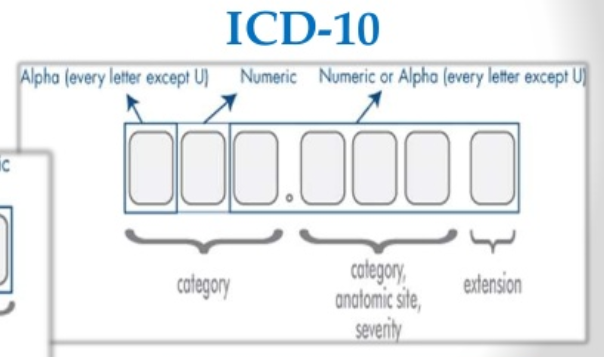 ICD-10
Alpha (every letter except U) Numeric Numeric or Alpha (every letter except U)
ic
.
category
category,
anatomic site,
severity
extension